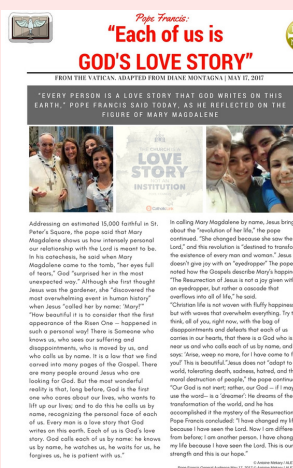 Pope Francis:
"Each of us is
GOD'S LOVE STORY"
FROM THE VATICAN. ADAPTED FROM DIANE MONTAGNA | MAY 17, 2017
"EVERY PERSON IS A LOVE STORY THAT GOD WRITES ON THIS
EARTH," POPE FRANCIS SAID TODAY, AS HE REFLECTED ON THE
FIGURE OF MARY MAGDALENE
LOVE
STORY
INSTITUTION
Addressing an estimated 15,000 faithful in St.
Peter's Square, the pope said that Mary
Magdalene shows us how intensely personal
our relationship with the Lord is meant to be.
In his catechesis, he said when Mary
Magdalene came to the tomb, "her eyes full
of tears," God "surprised her in the most
unexpected way." Although she first thought
Jesus was the gardener, she "discovered the
most overwhelming event in human history"
when Jesus "called her by name: 'Mary!'"
"How beautiful it is to consider that the first
appearance of the Risen One — happened in
such a personal way! There is Someone who
knows us, who sees our suffering and
disappointments, who is moved by us, and
who calls us by name. It is a low that we find
carved into many pages of the Gospel. There
are many people around Jesus who are
looking for God. But the most wonderful
reality is that, long before, God is the first
one who cares about our lives, who wants to
lift up our lives; and to do this he calls us by
name, recognizing the personal face of each
of us. Every man is a love story that God
writes on this earth. Each of us is God's love
story. God calls each of us by name: he knows
us by name, he watches us, he waits for us, he
forgives us, he is patient with us."
In calling Mary Magdalene by name, Jesus bring
about the "revolution of her life," the pope
continued. "She changed because she saw the
Lord," and this revolution is "destined to transfo
the existence of every man and woman." Jesus
doesn't give joy with an "eyedropper" The pope
noted how the Gospels describe Mary's happin
"The Resurrection of Jesus is not a joy given with
an eyedropper, but rather a cascade that
overflows into all of life," he said.
"Christian life is not woven with fluffy happiness
but with waves that overwhelm everything. Try t
think, all of you, right now, with the bag of
disappointments and defeats that each of us
carries in our hearts, that there is a God who is
near us and who calls each of us by name, and
says: 'Arise, weep no more, for I have come to f
you!' This is beautiful." Jesus does not "adapt to
world, tolerating death, sadness, hatred, and th
moral destruction of people," the pope continu
"Our God is not inert; rather, our God — if I may
use the word— is a 'dreamer': He dreams of the
transformation of the world, and he has
accomplished it the mystery of the Resurrection
Pope Francis concluded: "I have changed my lif
because I have seen the Lord. Now I am differe
from before; I am another person. I have chang
my life because I have seen the Lord. This is our
strength and this is our hope."